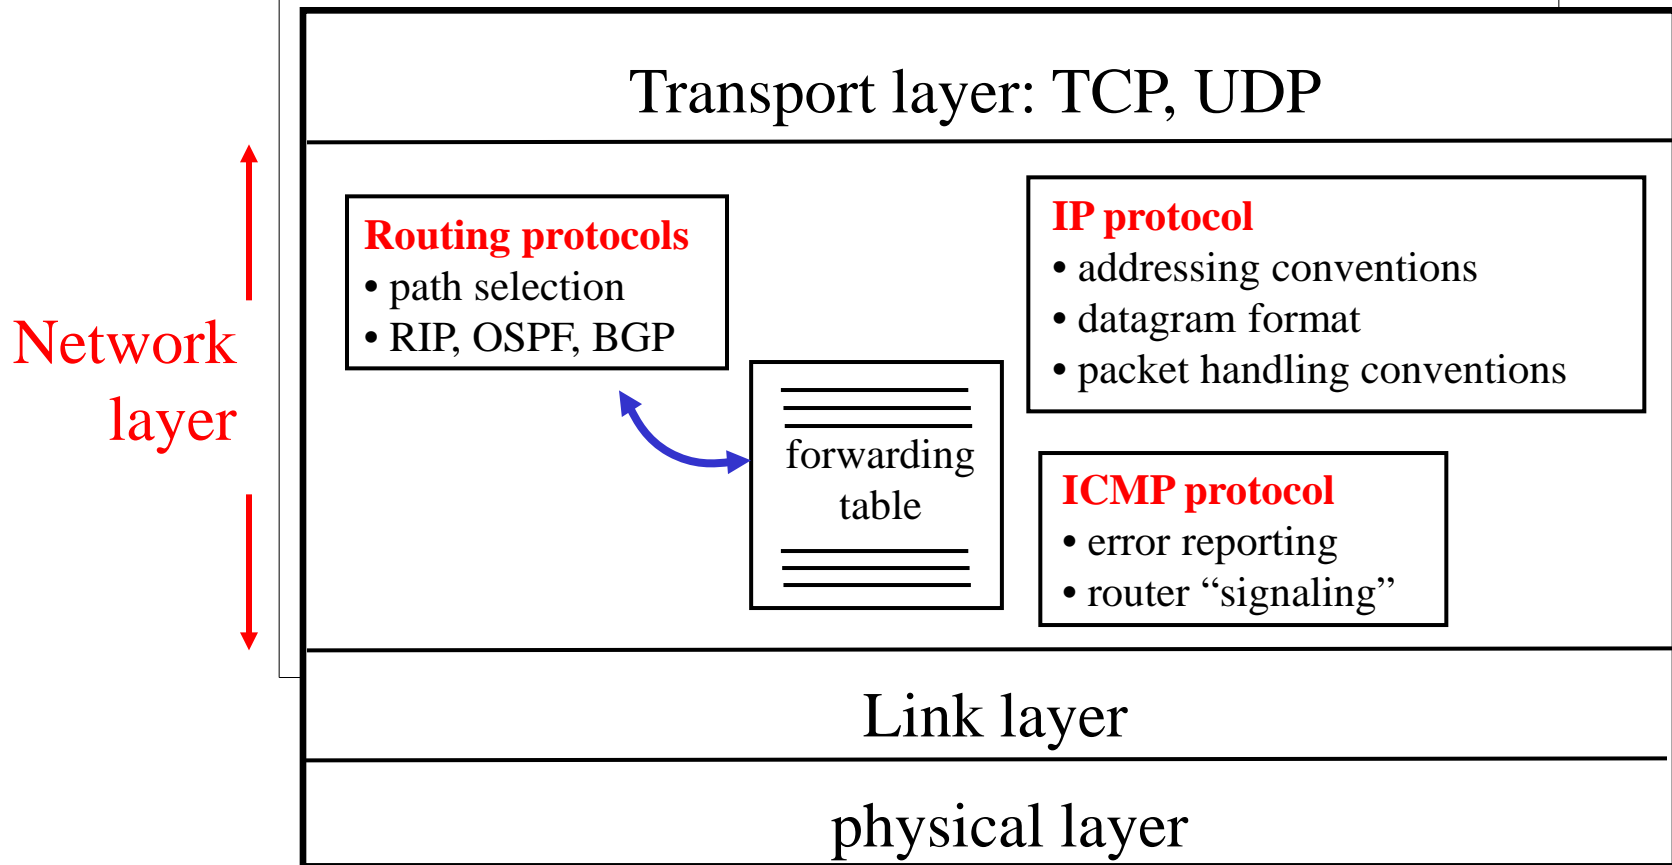 Transport layer: TCP, UDP
Network
layer
Routing protocols
• path selection
• RIP, OSPF, BGP
forwarding
table
IP protocol
• addressing conventions
• datagram format
• packet handling conventions
ICMP protocol
• error reporting
• router “signaling”
Link layer
physical layer